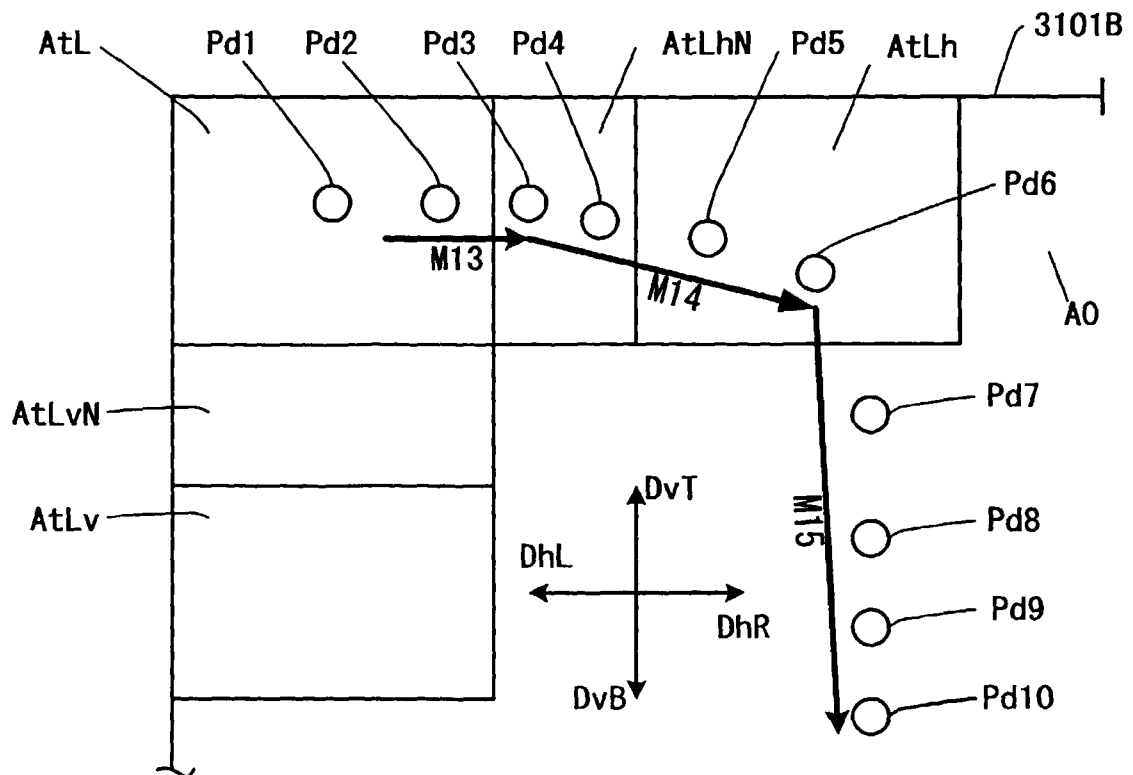 3101B
AtL Pd1 Pd2 Pd3 Pd4 AtLhN Pd5 AtLh
Pd6
M13
M14
A0
Pd7
AtLvN
DvT
M15
AtLv
Pd8
DhL
Pd9
DhR
DvB
Pd10